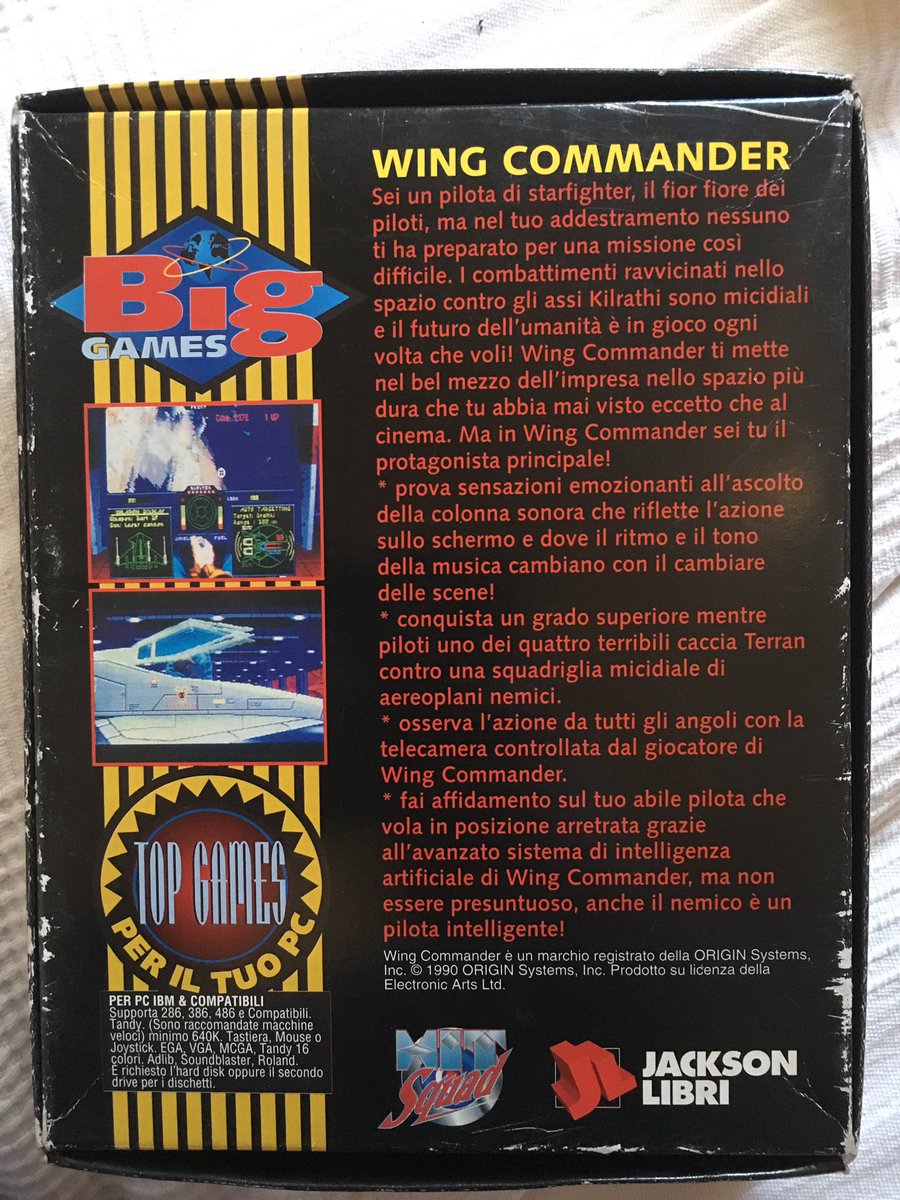 WING COMMANDER
Sei un pilota di starfighter, il fior fiore dei
piloti, ma nel tuo addestramento nessuno
ti ha preparato per una missione così
difficile. I combattimenti ravvicinati nello
spazio contro gli assi Kilrathi sono micidiali
e il futuro dell'umanità è in gioco ogni
volta che voli! Wing Commander ti mette
nel bel mezzo dell'impresa nello spazio più
dura che tu abbia mai visto eccetto che al
cinema. Ma in Wing Commander sei tu il
protagonista principale!
* prova sensazioni emozionanti all'ascolto
della colonna sonora che riflette l'azione
sullo schermo e dove il ritmo e il tono
della musica cambiano con il cambiare
delle scene!
* conquista un grado superiore mentre
piloti uno dei quattro terribili caccia Terran
contro una squadriglia micidiale di
aereoplani nemici.
* osserva l'azione da tutti gli angoli con la
telecamera controllata dal giocatore di
Wing Commander.
* fai affidamento sul tuo abile pilota che
vola in posizione arretrata grazie
all'avanzato sistema di intelligenza
artificiale di Wing Commander, ma non
essere presuntuoso, anche il nemico è un
pilota intelligente!
Wing Commander è un marchio registrato della ORIGIN Systems,
Inc. © 1990 ORIGIN Systems, Inc. Prodotto su licenza della
Electronic Arts Ltd.
Big
GAMES
AUTO TARGETTING
TOP GAMES
PER IL TUO PC
PER PC IBM & COMPATIBILI
Supporta 286, 386, 486 e Compatibili.
Tandy. (Sono raccomandate macchine
veloci) minimo 640K. Tastiera, Mouse o
Joystick. EGA, VGA, MCGA, Tandy 16
colori. Adlib, Soundblaster, Roland.
E richiesto l'hard disk oppure il secondo
drive per i dischetti.
HIT
Squad
JACKSON
LIBRI